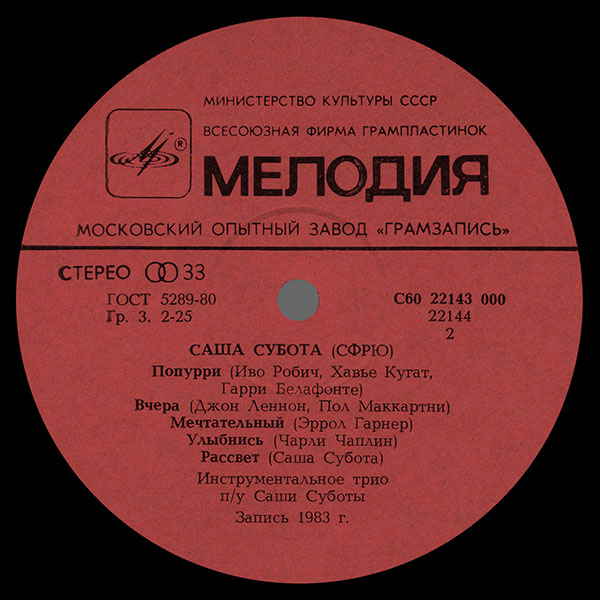 МИНИСТЕРСТВО КУЛЬТУРЫ СССР
ВСЕСОЮЗНАЯ ФИРМА ГРАМПЛАСТИНОК
®
МЕЛОДИЯ
МОСКОВСКИЙ ОПЫТНЫЙ ЗАВОД «ГРАМЗАПИСЬ»
СТЕРЕО 33
ГОСТ 5289-80
Гр. 3. 2-25
С60 22143 000
22144
2
САША СУБОТА (СФРЮ)
Попурри (Иво Робич, Хавье Кугат,
Гарри Белафонте)
Вчера (Джон Леннон, Пол Маккартни)
Мечтательный (Эррол Гарнер)
Улыбнись (Чарли Чаплин)
Рассвет (Саша Субота)
Инструментальное трио
п/у Саши Суботы
Запись 1983 г.